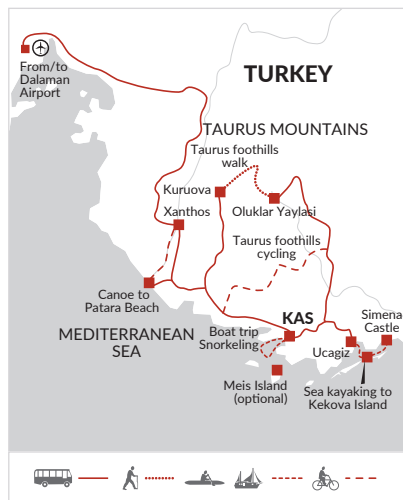 From/to
Dalaman
Airport
TURKEY
TAURUS MOUNTAINS
Taurus foothills
walk
Kuruova
Xanthos
Oluklar Yaylasi
Taurus foothills
cycling
Canoe to
Patara Beach
MEDITERRANEAN
SEA
Boat trip
Snorkeling
KAS
Simena
Castle
Ucagiz
Meis Island
(optional)
Sea kayaking to
Kekova Island